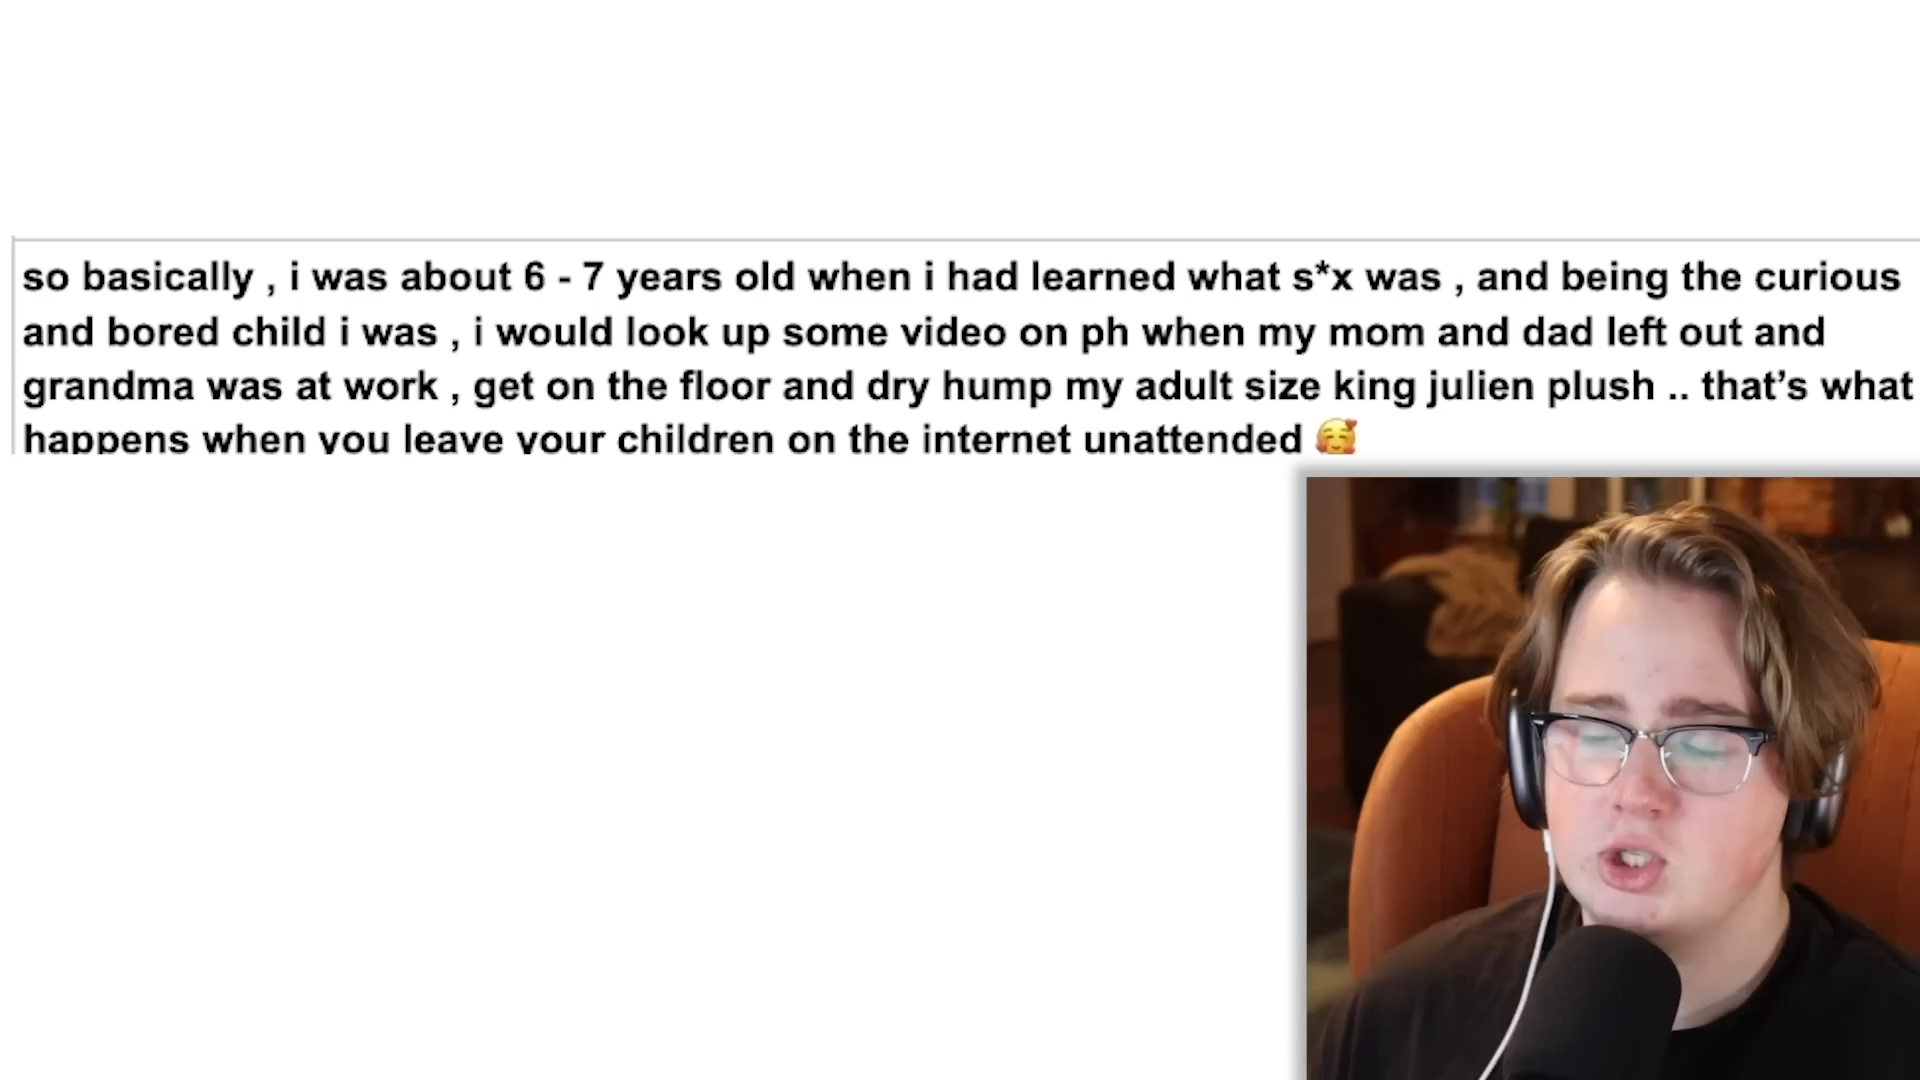 so basically , i was about 6 - 7 years old when i had learned what s*x was , and being the curious
and bored child i was , i would look up some video on ph when my mom and dad left out and
grandma was at work , get on the floor and dry hump my adult size king julien plush .. that’s what
happens when you leave your children on the internet unattended 🥰